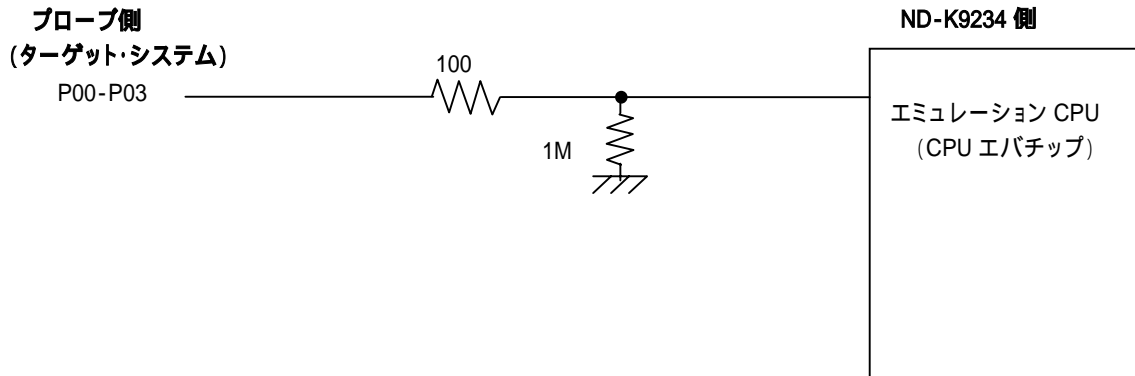 プローブ側
(ターゲット・システム)
P00-P03
100
1M
ND-K9234 側
エミュレーション CPU
(CPU エバチップ)